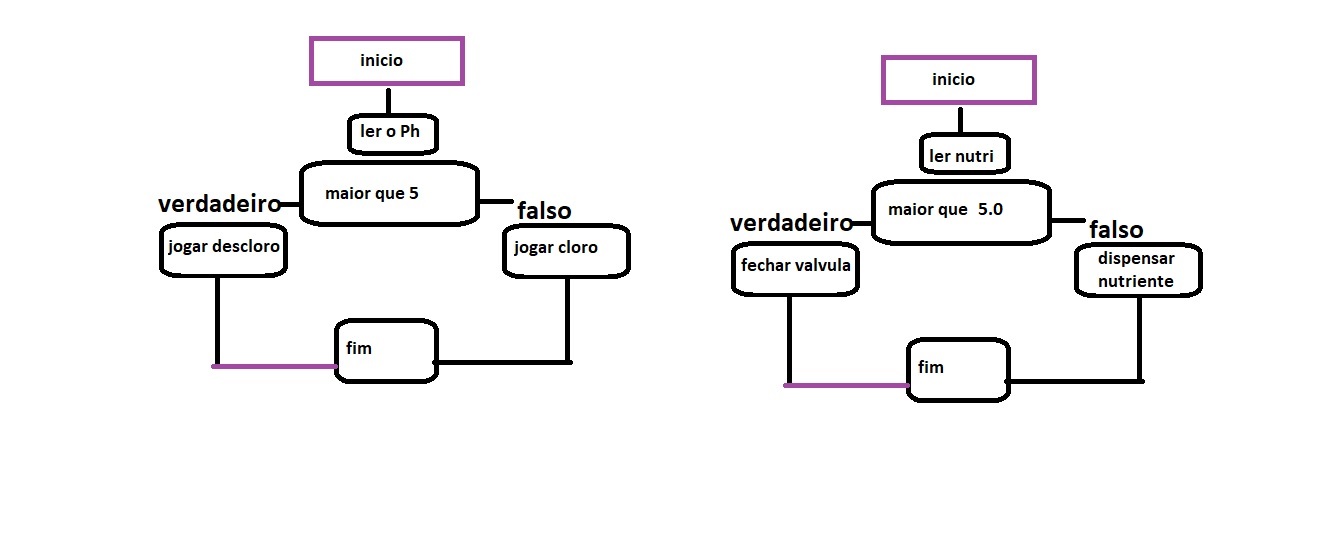 inicio
ler o Ph
maior que 5
verdadeiro
falso
jogar descloro
jogar cloro
fim
inicio
ler nutri
maior que 5.0
verdadeiro
falso
fechar valvula
dispensar
nutriente
fim